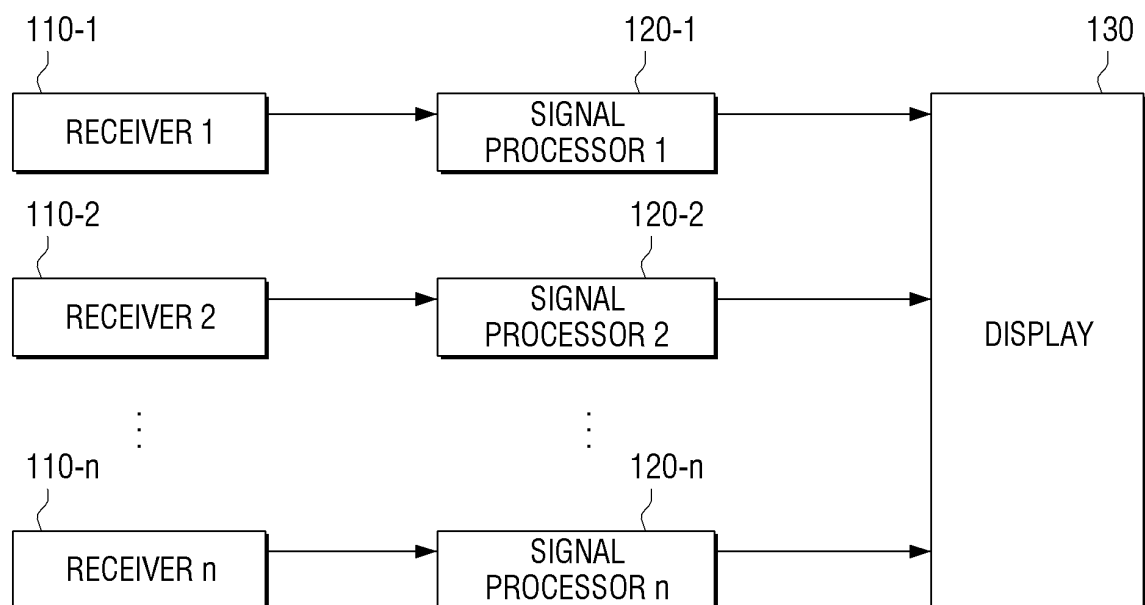 110-1
120-1
130
RECEIVER 1
SIGNAL
PROCESSOR 1
110-2
120-2
RECEIVER 2
SIGNAL
PROCESSOR 2
DISPLAY
110-n
120-n
RECEIVER n
SIGNAL
PROCESSOR n